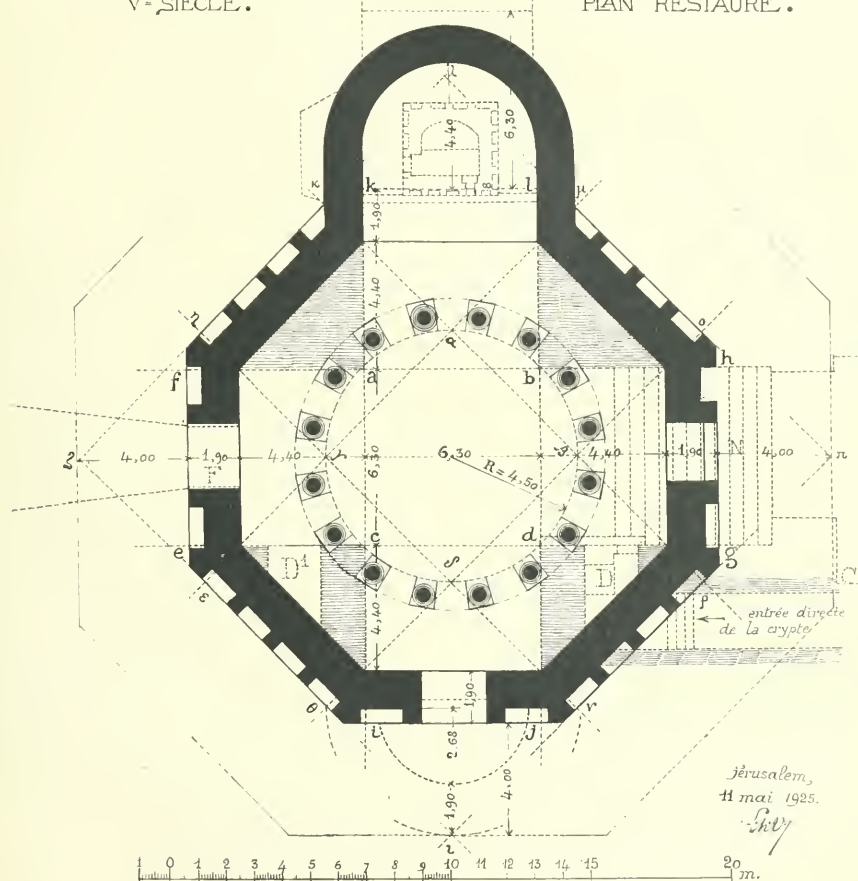 Vᵉ SIÈCLE.
PLAN RESTAURÉ.
6,30
4,40
κ
k
l
μ
1,90
4,40
η
α
o
f
a
b
h
4,00
1,90
4,40
6,30
6,30
R = 4,50
4,40
1,90
N
4,00
π
e
c
d
g
D¹
δ
D
C
ε
ρ
entrée directe
de la crypte
4,40
1,90
θ
i
j
r
2.68
1,90
4,00
ι
jérusalem,
11 mai 1925.
1 0 1 2 3 4 5 6 7 8 9 10 11 12 13 14 15 20 m.